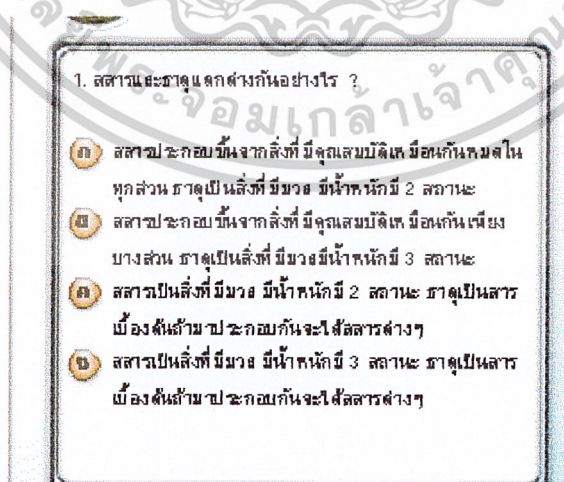 1. สสารและธาตุแตกต่างกันอย่างไร ?
ก สสารประกอบขึ้นจากสิ่งที่มีคุณสมบัติเหมือนกันหมดใน
ทุกส่วน ธาตุเป็นสิ่งที่มีมวล มีน้ำหนักมี 2 สถานะ
สสารประกอบขึ้นจากสิ่งที่มีคุณสมบัติเหมือนกันเพียง
บางส่วน ธาตุเป็นสิ่งที่มีมวลมีน้ำหนักมี 3 สถานะ
ค สสารเป็นสิ่งที่มีมวล มีน้ำหนักมี 2 สถานะ ธาตุเป็นสาร
เบื้องต้นถ้ามาประกอบกันจะได้สสารต่างๆ
สสารเป็นสิ่งที่มีมวล มีน้ำหนักมี 3 สถานะ ธาตุเป็นสาร
เบื้องต้นถ้ามาประกอบกันจะได้สสารต่างๆ